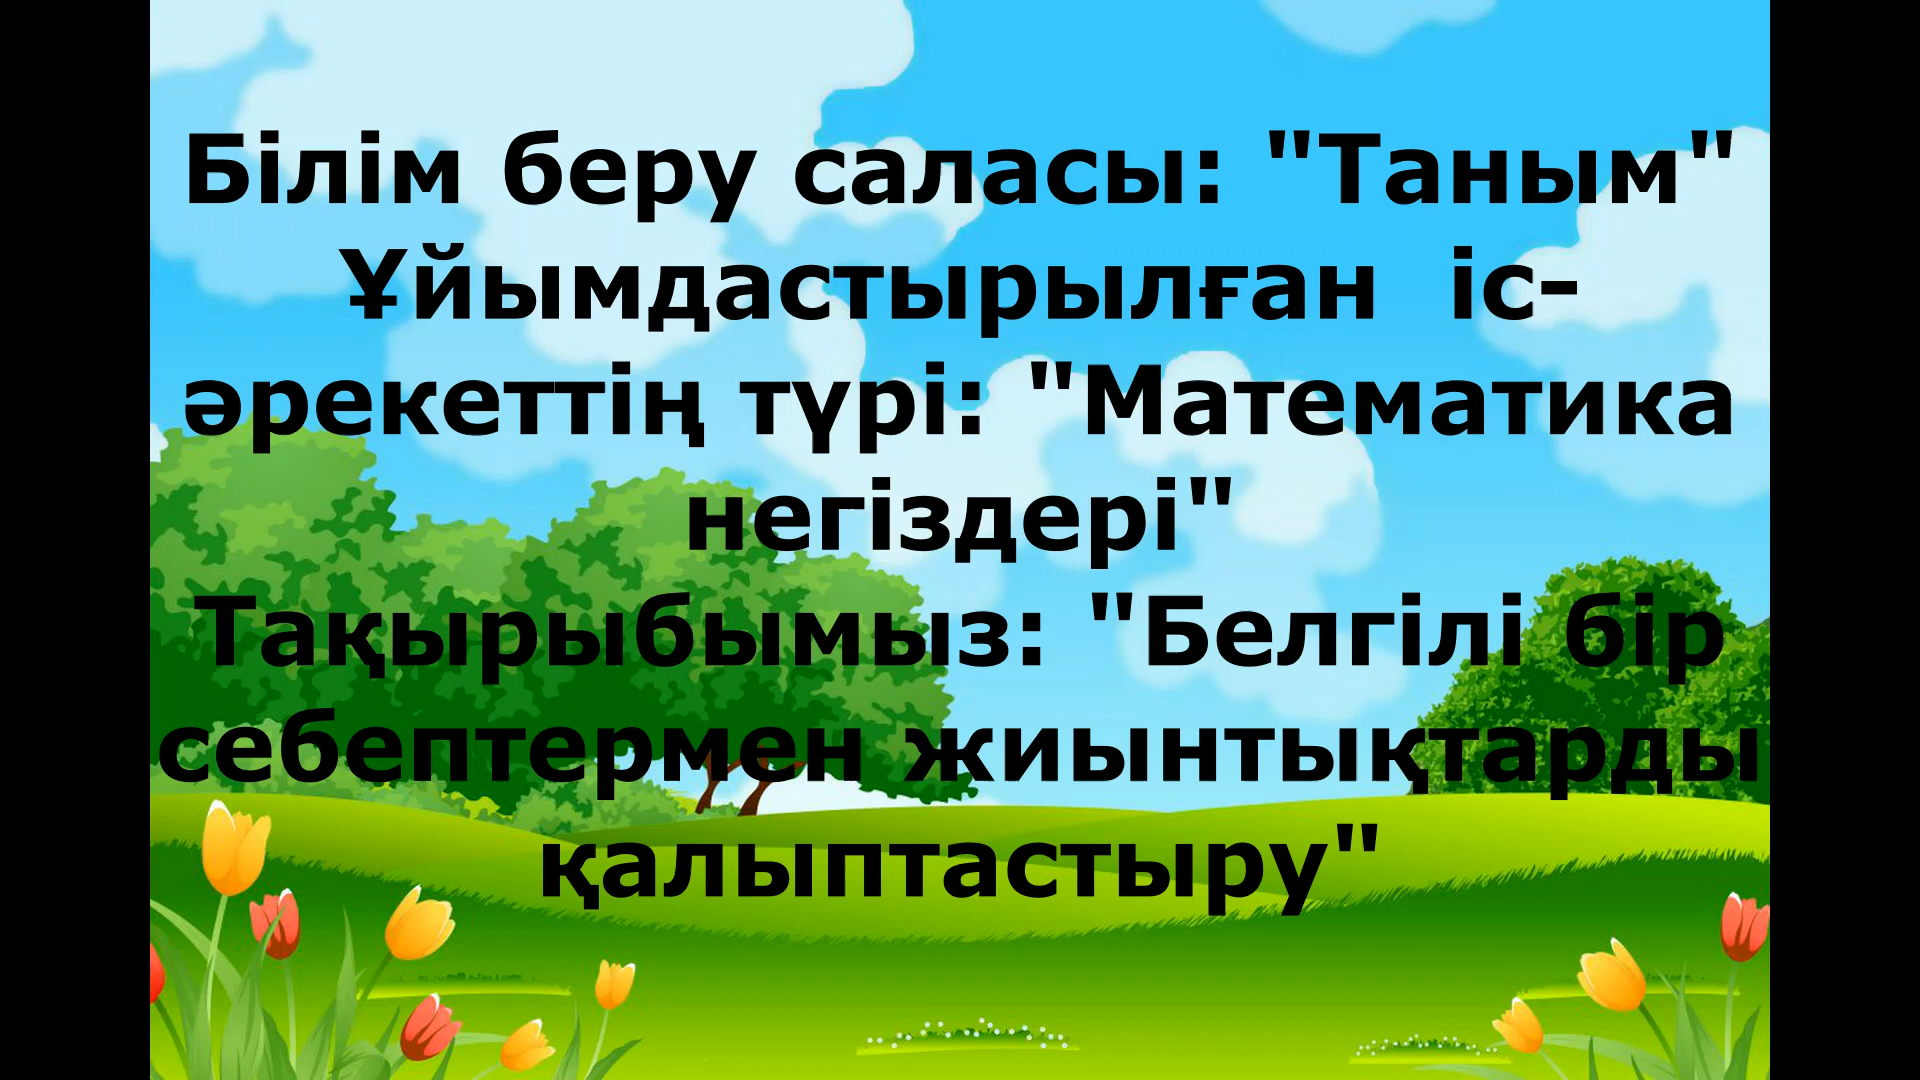 Білім беру саласы: "Таным"
Ұйымдастырылған  іс-
әрекеттің түрі: "Математика
негіздері"
Тақырыбымыз: "Белгілі бір
себептермен жиынтықтарды
қалыптастыру"